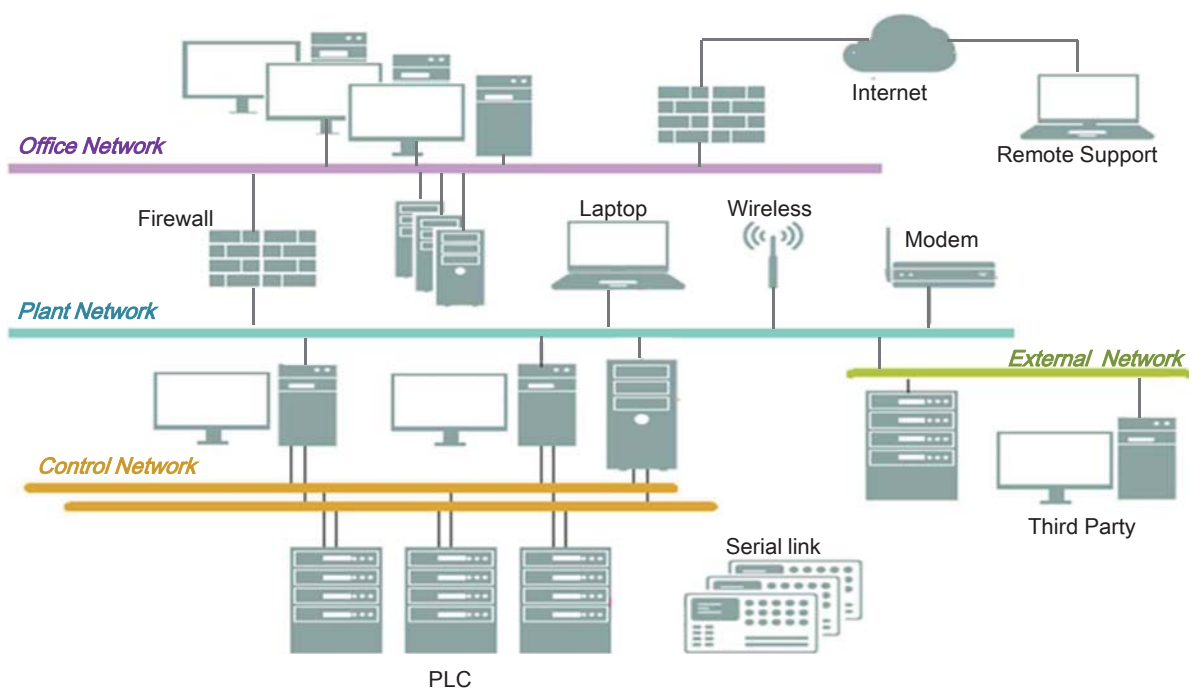 Internet
Office Network
Remote Support
Firewall
Laptop
Wireless
Modem
Plant Network
External Network
Control Network
Third Party
Serial link
PLC